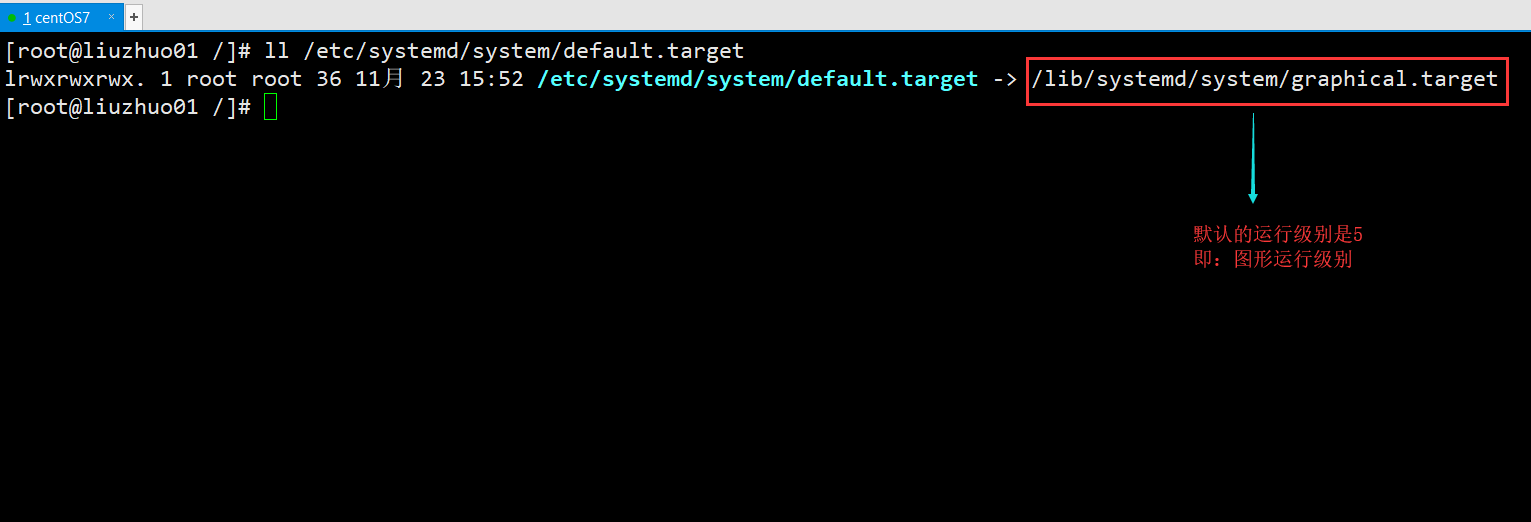 1 centOS7 × +
[root@liuzhuo01 /]# ll /etc/systemd/system/default.target
lrwxrwxrwx. 1 root root 36 11月 23 15:52 /etc/systemd/system/default.target -> /lib/systemd/system/graphical.target
[root@liuzhuo01 /]#
默认的运行级别是5
即：图形运行级别